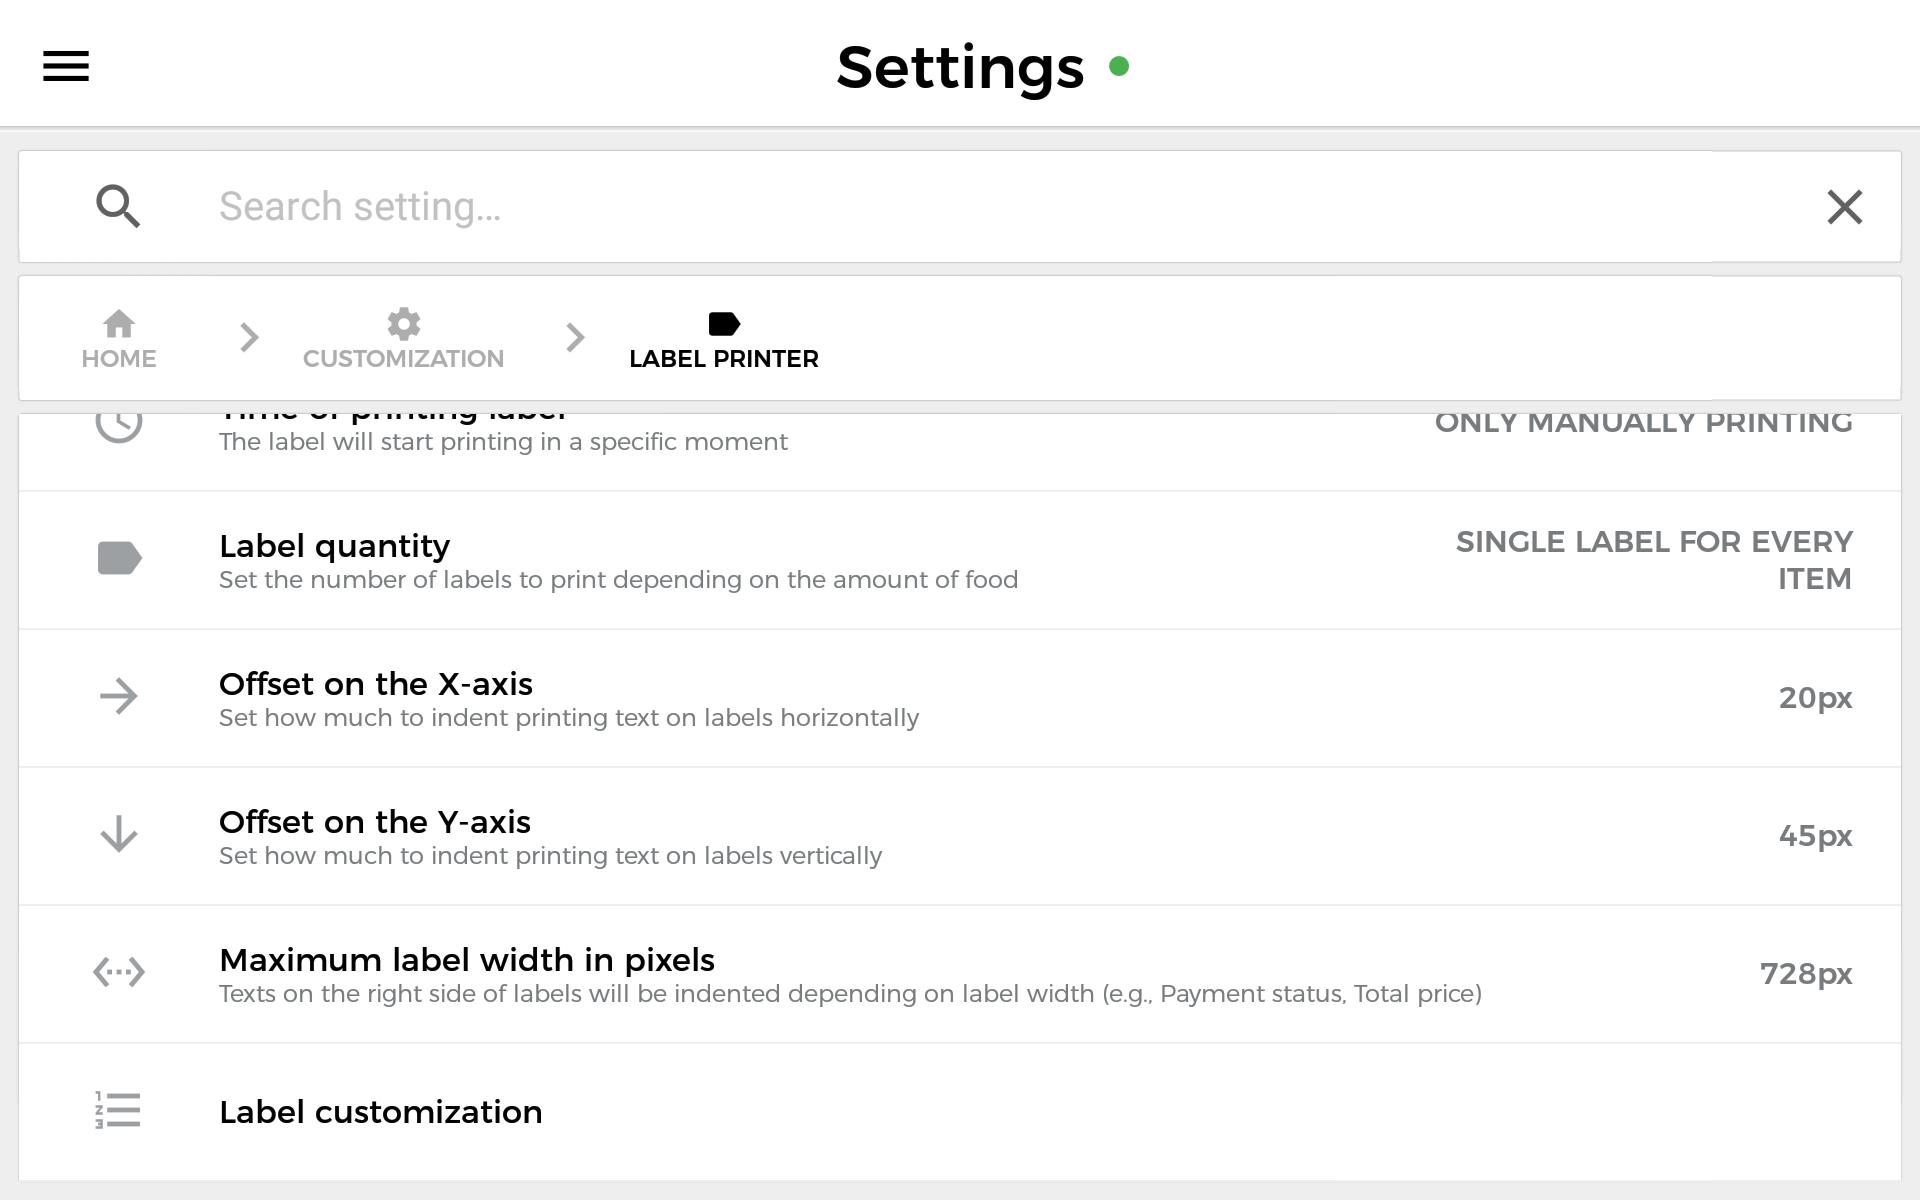 Settings
Search setting...
HOME
CUSTOMIZATION
LABEL PRINTER
Time of printing label
ONLY MANUALLY PRINTING
The label will start printing in a specific moment
Label quantity
Set the number of labels to print depending on the amount of food
SINGLE LABEL FOR EVERY
ITEM
Offset on the X-axis
Set how much to indent printing text on labels horizontally
20px
Offset on the Y-axis
Set how much to indent printing text on labels vertically
45px
Maximum label width in pixels
Texts on the right side of labels will be indented depending on label width (e.g., Payment status, Total price)
728px
Label customization